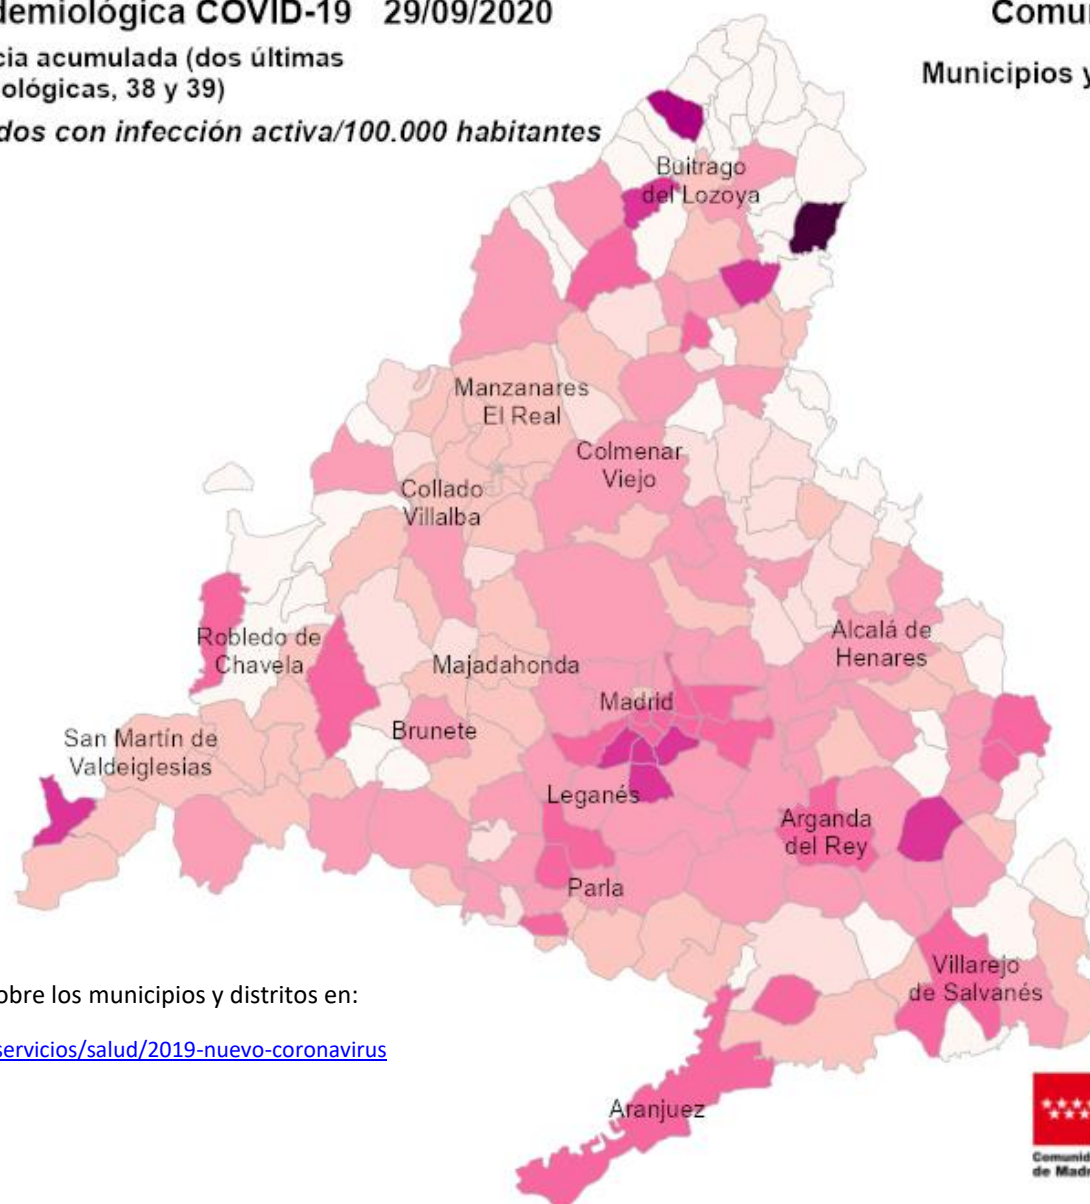 demiológica COVID-19 29/09/2020
Comu
cia acumulada (dos últimas
ológicas, 38 y 39)
Municipios y
dos con infección activa/100.000 habitantes
Buitrago
del Lozoya
Manzanares
El Real
Colmenar
Viejo
Collado
Villalba
Robledo de
Chavela
Majadahonda
Alcalá de
Henares
Madrid
Brunete
San Martín de
Valdeiglesias
Leganés
Arganda
del Rey
Parla
Villarejo
de Salvanés
obre los municipios y distritos en:
servicios/salud/2019-nuevo-coronavirus
Aranjuez
Comunid
de Madr